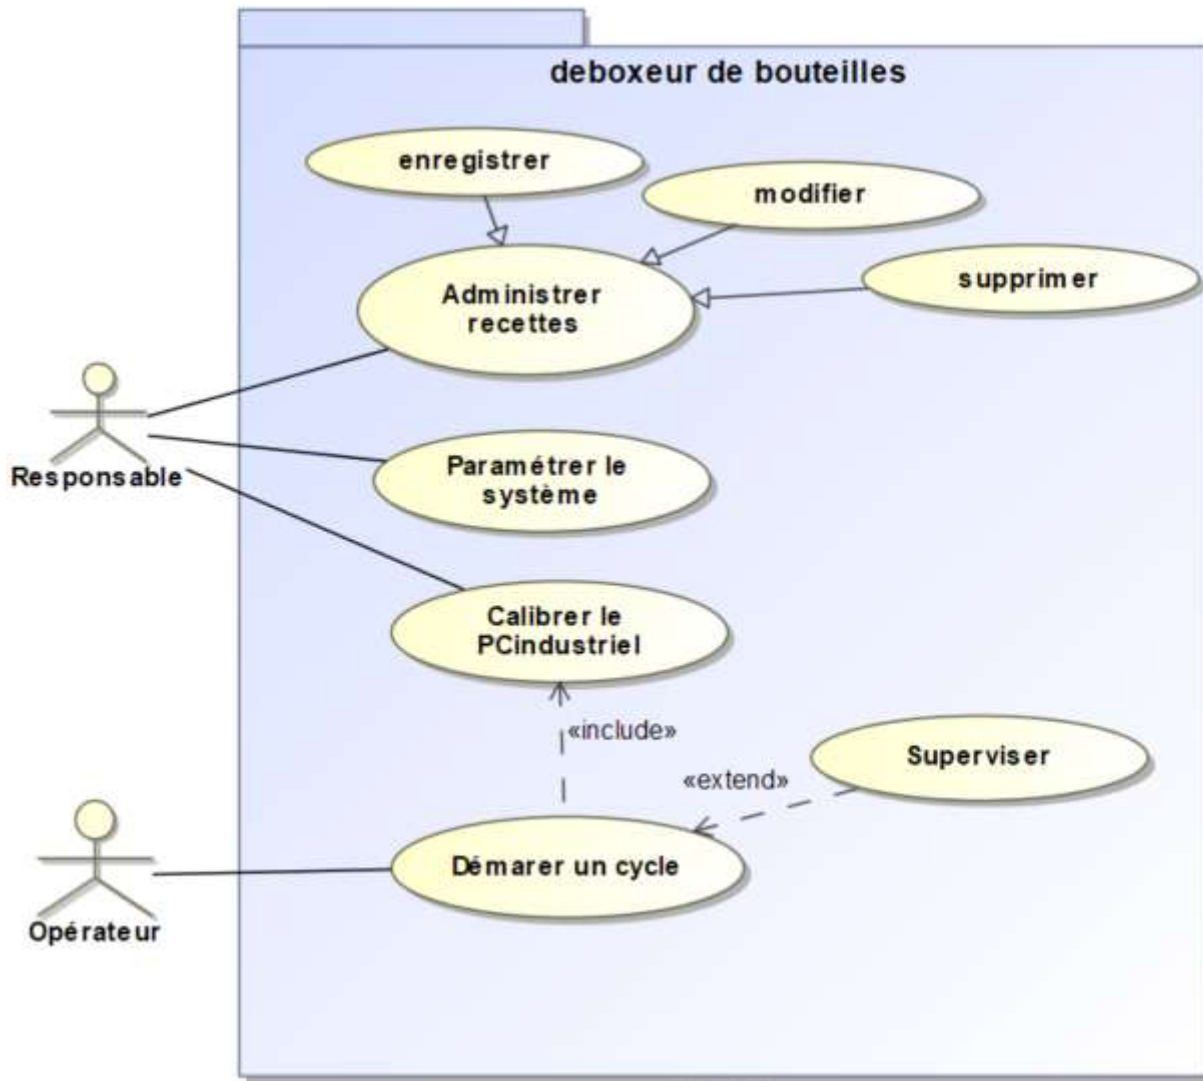 deboxeur de bouteilles
enregistrer
modifier
supprimer
Administrer
recettes
Responsable
Paramétrer le
système
Calibrer le
PCindustriel
«include»
«extend»
Superviser
Démarer un cycle
Opérateur